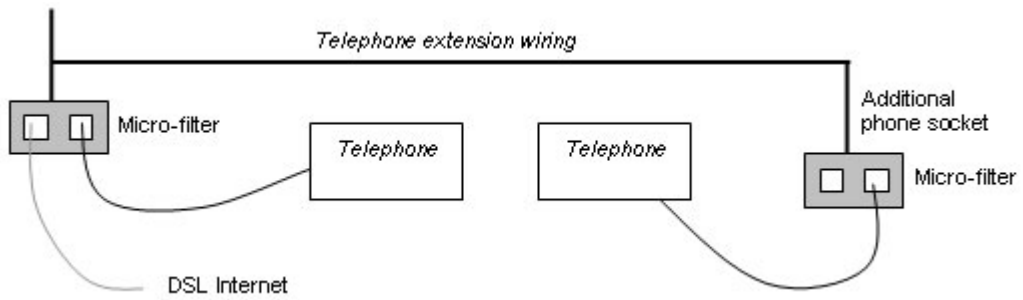 Telephone extension wiring
Micro-filter
Telephone
Telephone
Additional
phone socket
Micro-filter
DSL Internet